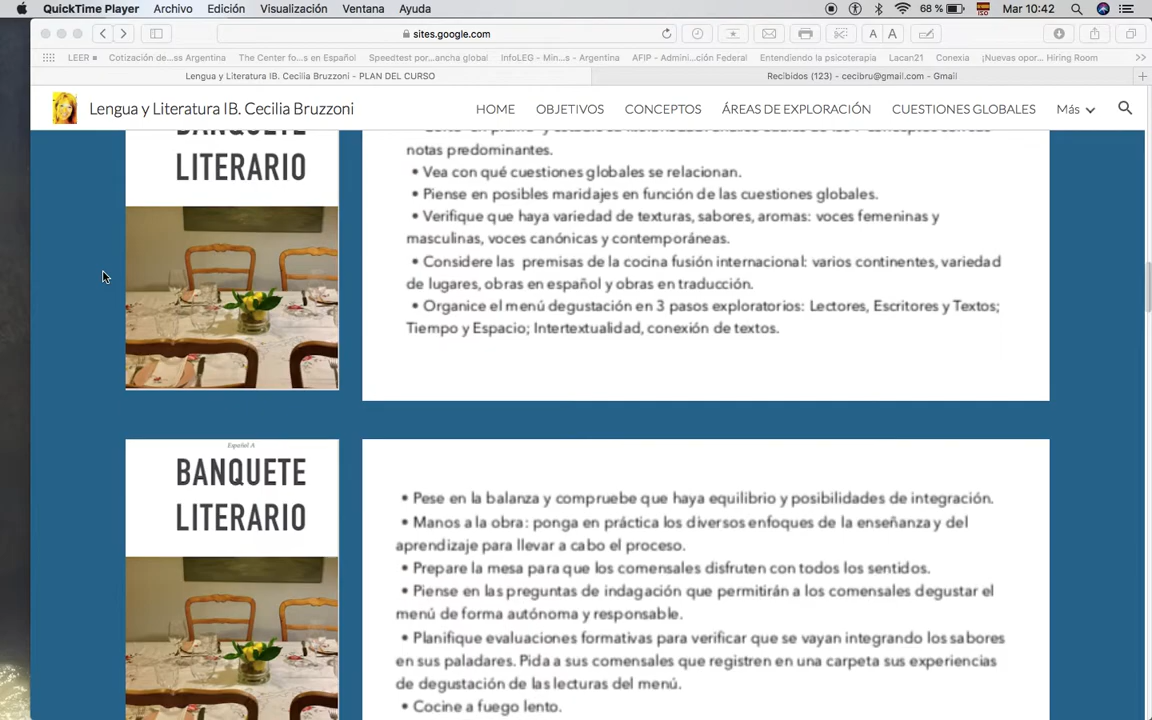 QuickTime Player Archivo Edición Visualización Ventana Ayuda 68 % Mar 10:42
sites.google.com
LEER Cotización de...ss Argentina The Center fo...s en Español Speedtest por...ancha global InfoLEG - Min...s - Argentina AFIP - Admini...ción Federal Entendiendo la psicoterapia Lacan21 Conexia ¡Nuevas opor... Hiring Room
Lengua y Literatura IB. Cecilia Bruzzoni - PLAN DEL CURSO Recibidos (123) - cecibru@gmail.com - Gmail
Lengua y Literatura IB. Cecilia Bruzzoni HOME OBJETIVOS CONCEPTOS ÁREAS DE EXPLORACIÓN CUESTIONES GLOBALES Más
BANQUETE
LITERARIO
notas predominantes.
• Vea con qué cuestiones globales se relacionan.
• Piense en posibles maridajes en función de las cuestiones globales.
• Verifique que haya variedad de texturas, sabores, aromas: voces femeninas y
masculinas, voces canónicas y contemporáneas.
• Considere las premisas de la cocina fusión internacional: varios continentes, variedad
de lugares, obras en español y obras en traducción.
• Organice el menú degustación en 3 pasos exploratorios: Lectores, Escritores y Textos;
Tiempo y Espacio; Intertextualidad, conexión de textos.
Español A
BANQUETE
LITERARIO
• Pese en la balanza y compruebe que haya equilibrio y posibilidades de integración.
• Manos a la obra: ponga en práctica los diversos enfoques de la enseñanza y del
aprendizaje para llevar a cabo el proceso.
• Prepare la mesa para que los comensales disfruten con todos los sentidos.
• Piense en las preguntas de indagación que permitirán a los comensales degustar el
menú de forma autónoma y responsable.
• Planifique evaluaciones formativas para verificar que se vayan integrando los sabores
en sus paladares. Pida a sus comensales que registren en una carpeta sus experiencias
de degustación de las lecturas del menú.
• Cocine a fuego lento.